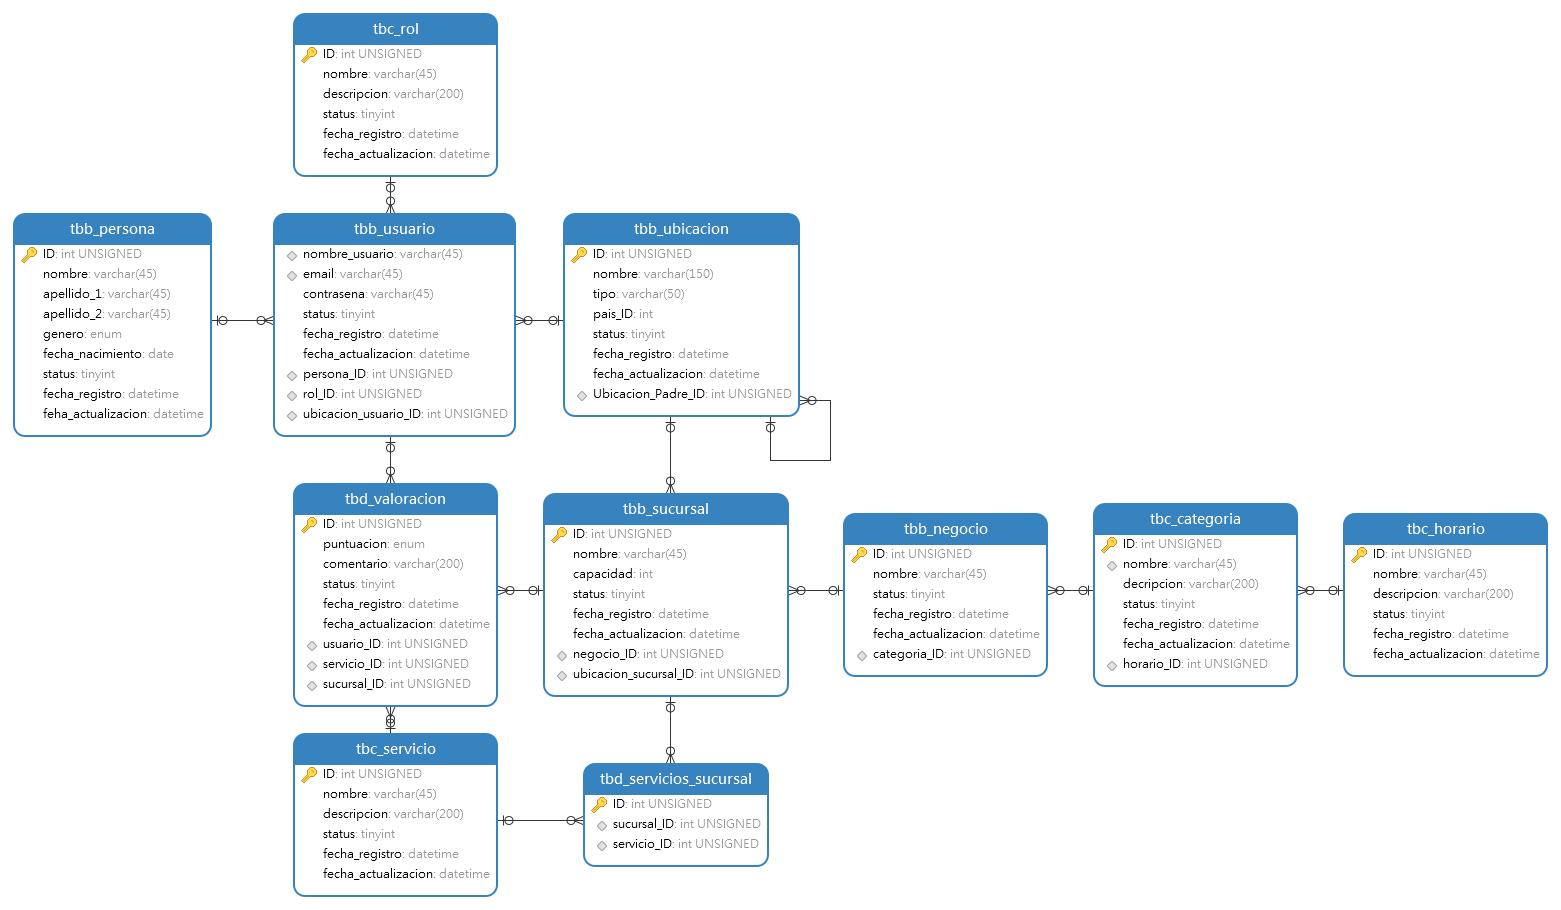 tbc_rol
ID: int UNSIGNED
nombre: varchar(45)
descripcion: varchar(200)
status: tinyint
fecha_registro: datetime
fecha_actualizacion: datetime
tbb_persona
ID: int UNSIGNED
nombre: varchar(45)
apellido_1: varchar(45)
apellido_2: varchar(45)
genero: enum
fecha_nacimiento: date
status: tinyint
fecha_registro: datetime
feha_actualizacion: datetime
tbb_usuario
nombre_usuario: varchar(45)
email: varchar(45)
contrasena: varchar(45)
status: tinyint
fecha_registro: datetime
fecha_actualizacion: datetime
persona_ID: int UNSIGNED
rol_ID: int UNSIGNED
ubicacion_usuario_ID: int UNSIGNED
tbb_ubicacion
ID: int UNSIGNED
nombre: varchar(150)
tipo: varchar(50)
pais_ID: int
status: tinyint
fecha_registro: datetime
fecha_actualizacion: datetime
Ubicacion_Padre_ID: int UNSIGNED
tbd_valoracion
ID: int UNSIGNED
puntuacion: enum
comentario: varchar(200)
status: tinyint
fecha_registro: datetime
fecha_actualizacion: datetime
usuario_ID: int UNSIGNED
servicio_ID: int UNSIGNED
sucursal_ID: int UNSIGNED
tbb_sucursal
ID: int UNSIGNED
nombre: varchar(45)
capacidad: int
status: tinyint
fecha_registro: datetime
fecha_actualizacion: datetime
negocio_ID: int UNSIGNED
ubicacion_sucursal_ID: int UNSIGNED
tbb_negocio
ID: int UNSIGNED
nombre: varchar(45)
status: tinyint
fecha_registro: datetime
fecha_actualizacion: datetime
categoria_ID: int UNSIGNED
tbc_categoria
ID: int UNSIGNED
nombre: varchar(45)
decripcion: varchar(200)
status: tinyint
fecha_registro: datetime
fecha_actualizacion: datetime
horario_ID: int UNSIGNED
tbc_horario
ID: int UNSIGNED
nombre: varchar(45)
descripcion: varchar(200)
status: tinyint
fecha_registro: datetime
fecha_actualizacion: datetime
tbc_servicio
ID: int UNSIGNED
nombre: varchar(45)
descripcion: varchar(200)
status: tinyint
fecha_registro: datetime
fecha_actualizacion: datetime
tbd_servicios_sucursal
ID: int UNSIGNED
sucursal_ID: int UNSIGNED
servicio_ID: int UNSIGNED